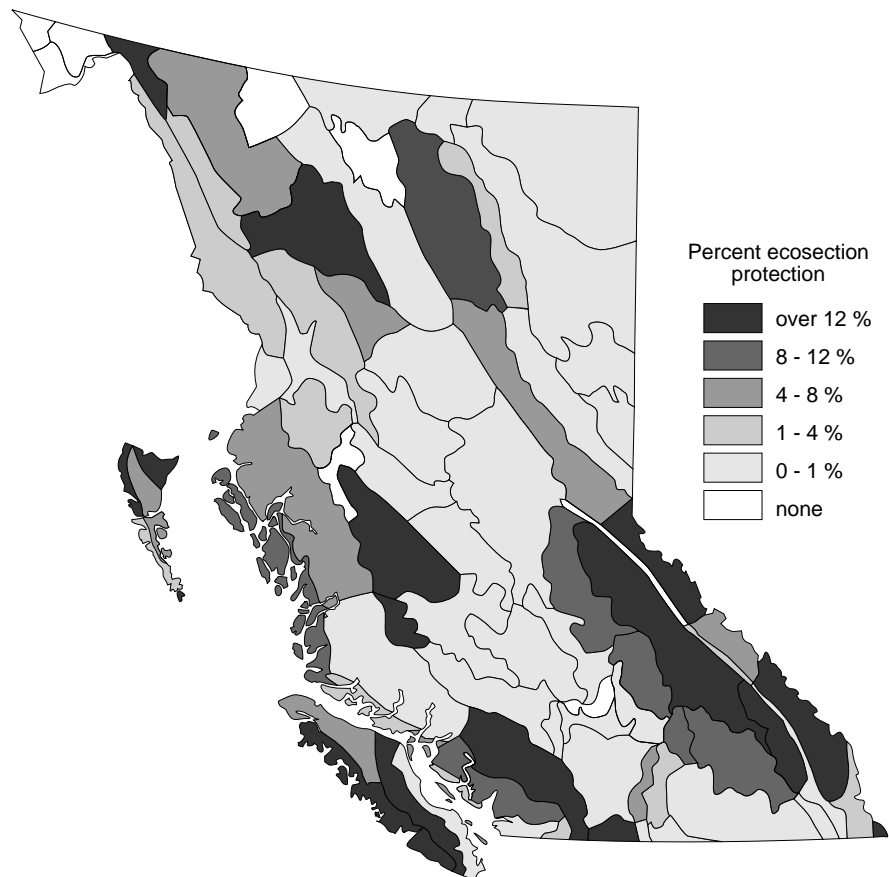 Percent ecosection
protection
over 12 %
8 - 12 %
4 - 8 %
1 - 4 %
0 - 1 %
none